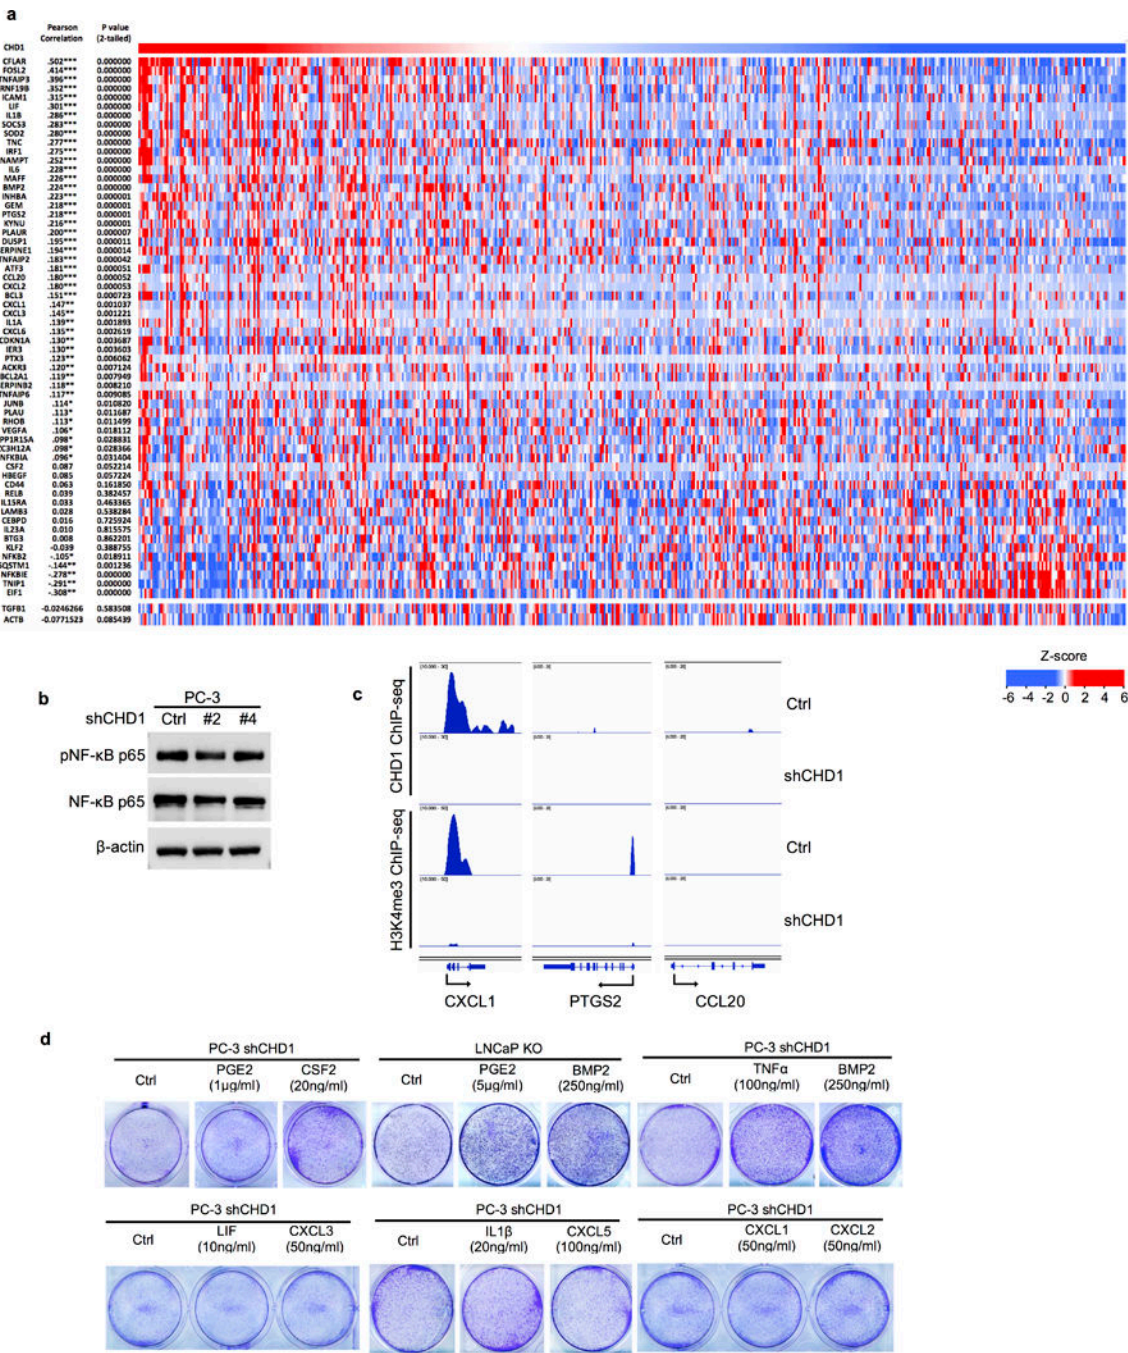 a
Pearson Correlation P value (2-tailed)
CHD1
CFLAR .502*** 0.000000
FOSL2 .414*** 0.000000
TNFAIP3 .396*** 0.000000
RNF19B .352*** 0.000000
ICAM1 .315*** 0.000000
LIF .301*** 0.000000
IL1B .286*** 0.000000
SOCS3 .283*** 0.000000
SOD2 .280*** 0.000000
TNC .277*** 0.000000
IRF1 .275*** 0.000000
NAMPT .252*** 0.000000
IL6 .228*** 0.000000
MAFF .226*** 0.000000
BMP2 .224*** 0.000000
INHBA .223*** 0.000001
GEM .218*** 0.000001
PTGS2 .218*** 0.000001
KYNU .216*** 0.000001
PLAUR .200*** 0.000007
DUSP1 .195*** 0.000011
ERPINE1 .194*** 0.000014
TNFAIP2 .183*** 0.000042
ATF3 .181*** 0.000051
CCL20 .180*** 0.000052
CXCL2 .180*** 0.000053
BCL3 .151*** 0.000723
CXCL1 .147** 0.001037
CXCL3 .145** 0.001221
IL1A .139** 0.001893
CXCL6 .135** 0.002619
CDKN1A .130** 0.003687
IER3 .130** 0.003603
PTX3 .123** 0.006062
ACKR3 .120** 0.007124
BCL2A1 .119** 0.007949
ERPINB2 .118** 0.008210
TNFAIP6 .117** 0.009085
JUNB .114* 0.010820
PLAU .113* 0.011687
RHOB .113* 0.011499
VEGFA .106* 0.018112
PP1R15A .098* 0.028831
ZC3H12A .098* 0.028366
NFKBIA .096* 0.031404
CSF2 0.087 0.052214
HBEGF 0.085 0.057224
CD44 0.063 0.161850
RELB 0.039 0.382457
IL15RA 0.033 0.463365
LAMB3 0.028 0.538284
CEBPD 0.016 0.725924
IL23A 0.010 0.815575
BTG3 0.008 0.862201
KLF2 -0.039 0.388755
NFKB2 -.105* 0.018911
SQSTM1 -.144** 0.001236
NFKBIE -.278** 0.000000
TNIP1 -.291** 0.000000
EIF1 -.308** 0.000000
TGFB1 -0.0246266 0.583508
ACTB -0.0771523 0.085439
Z-score
-6 -4 -2 0 2 4 6
b
PC-3
shCHD1 Ctrl #2 #4
pNF-κB p65
NF-κB p65
β-actin
c
CHD1 ChIP-seq
Ctrl
shCHD1
H3K4me3 ChIP-seq
Ctrl
shCHD1
CXCL1 PTGS2 CCL20
d
PC-3 shCHD1 LNCaP KO PC-3 shCHD1
Ctrl PGE2 (1μg/ml) CSF2 (20ng/ml) Ctrl PGE2 (5μg/ml) BMP2 (250ng/ml) Ctrl TNFα (100ng/ml) BMP2 (250ng/ml)
PC-3 shCHD1 PC-3 shCHD1 PC-3 shCHD1
Ctrl LIF (10ng/ml) CXCL3 (50ng/ml) Ctrl IL1β (20ng/ml) CXCL5 (100ng/ml) Ctrl CXCL1 (50ng/ml) CXCL2 (50ng/ml)